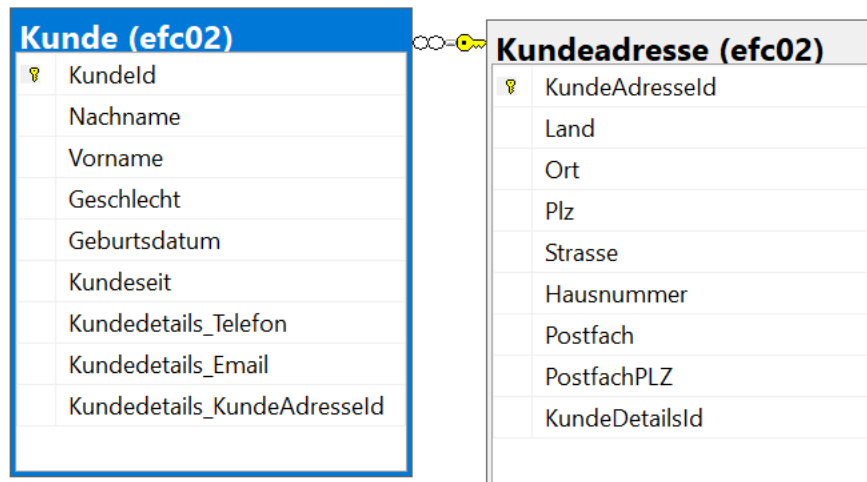 Kunde (efc02)
KundeId
Nachname
Vorname
Geschlecht
Geburtsdatum
Kundeseit
Kundedetails_Telefon
Kundedetails_Email
Kundedetails_KundeAdresseId
Kundeadresse (efc02)
KundeAdresseId
Land
Ort
Plz
Strasse
Hausnummer
Postfach
PostfachPLZ
KundeDetailsId